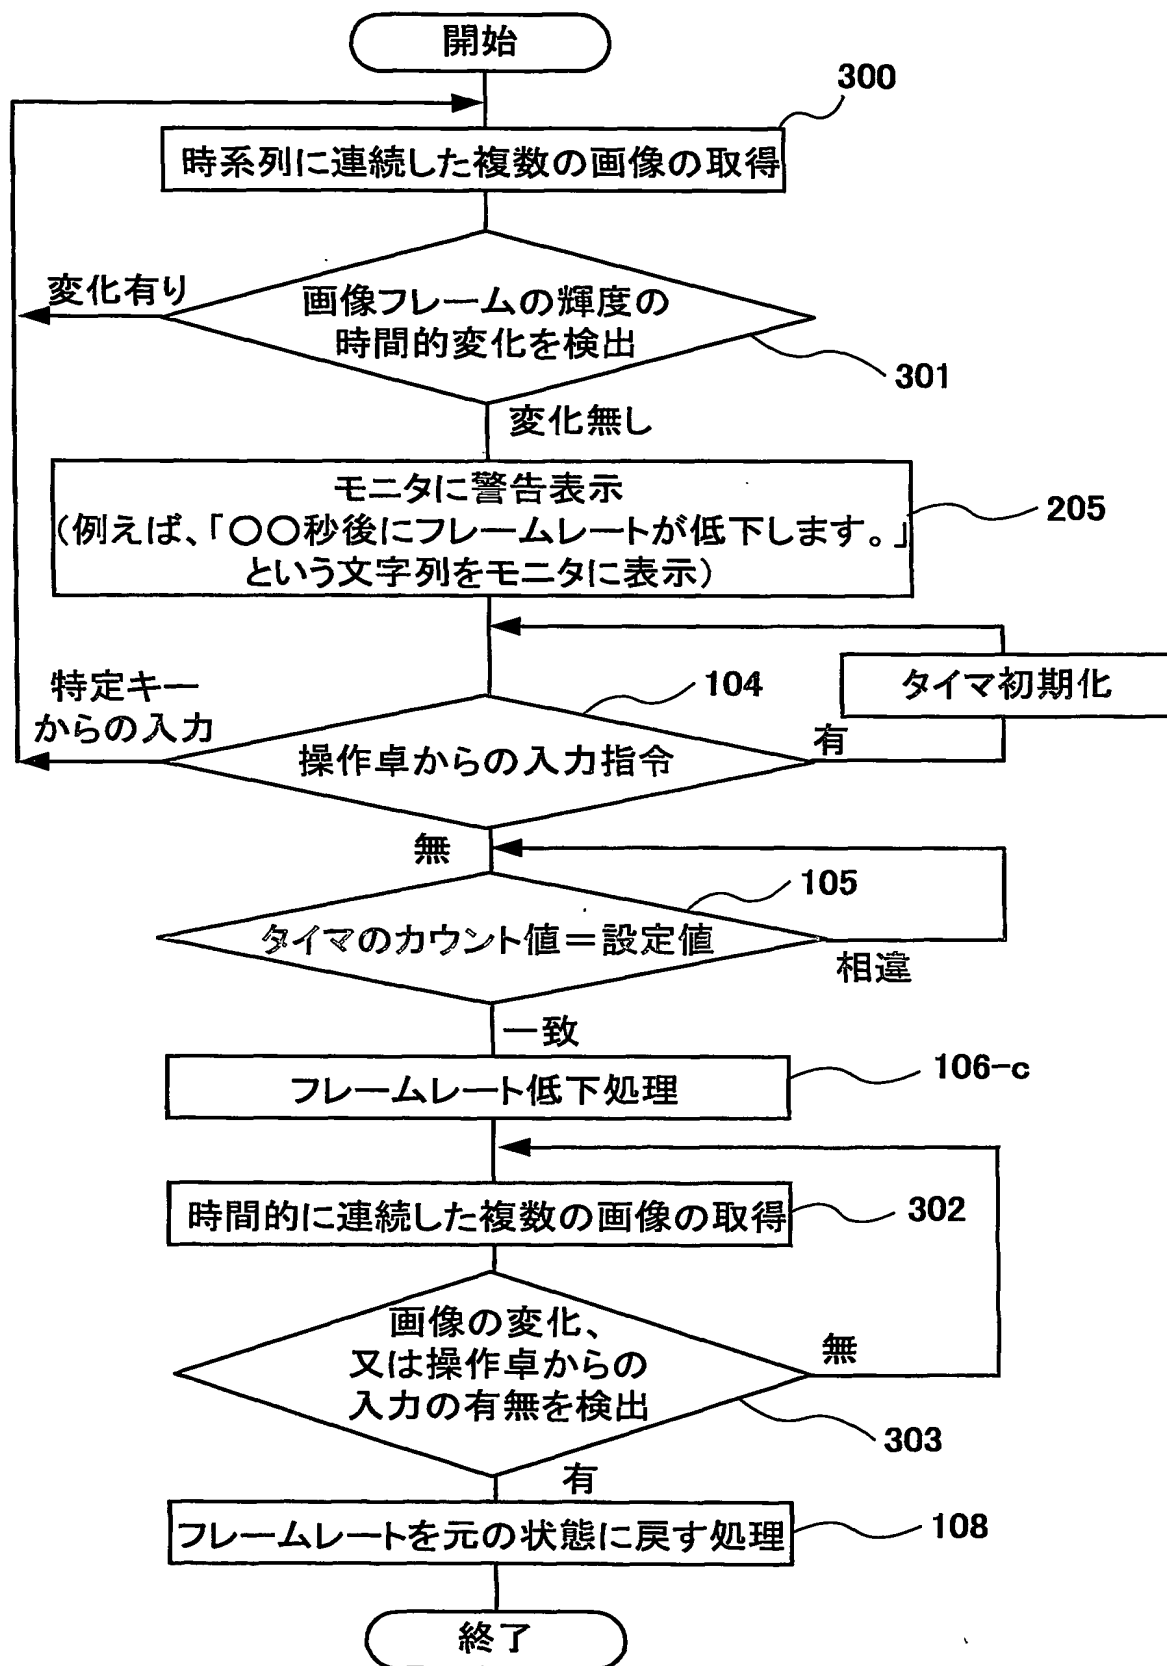 開始
300
時系列に連続した複数の画像の取得
変化有り
画像フレームの輝度の
時間的変化を検出
301
変化無し
モニタに警告表示
(例えば、「〇〇秒後にフレームレートが低下します。」
という文字列をモニタに表示)
205
特定キー
からの入力
104
タイマ初期化
操作卓からの入力指令
有
無
105
タイマのカウント値=設定値
相違
一致
フレームレート低下処理
106-c
時間的に連続した複数の画像の取得
302
画像の変化、
又は操作卓からの
入力の有無を検出
無
303
有
フレームレートを元の状態に戻す処理
108
終了